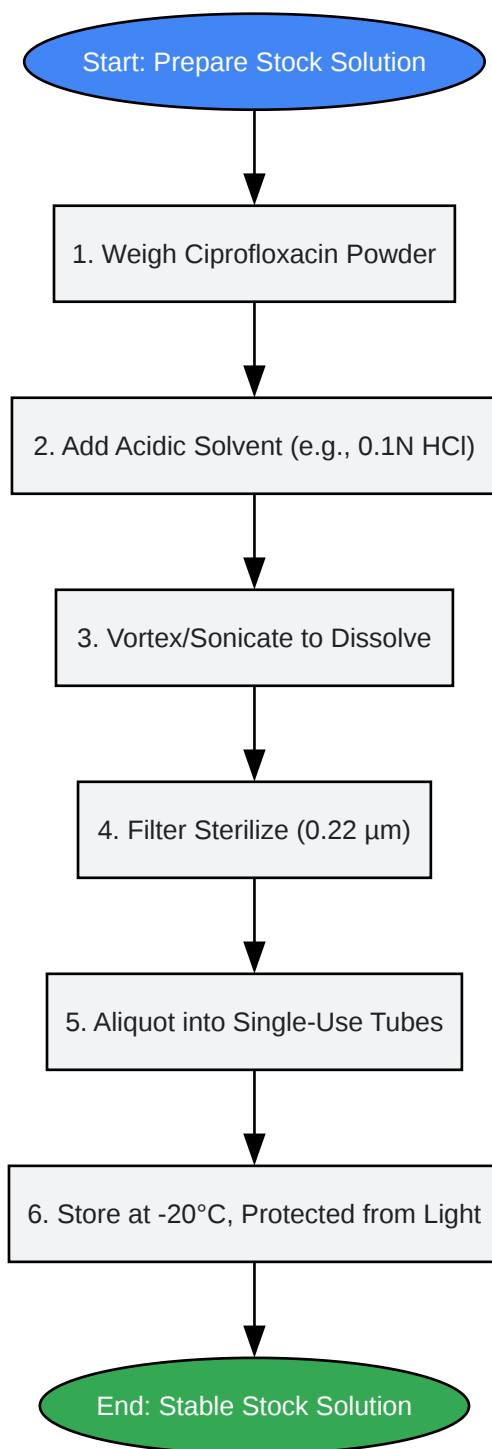 Start: Prepare Stock Solution
1. Weigh Ciprofloxacin Powder
2. Add Acidic Solvent (e.g., 0.1N HCl)
3. Vortex/Sonicate to Dissolve
4. Filter Sterilize (0.22 µm)
5. Aliquot into Single-Use Tubes
6. Store at -20°C, Protected from Light
End: Stable Stock Solution